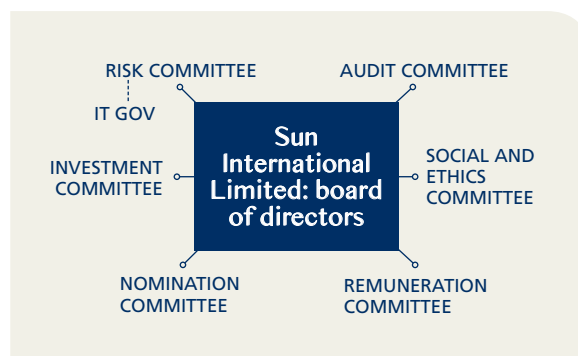 RISK COMMITTEE
AUDIT COMMITTEE
IT GOV
Sun
International
Limited: board
of directors
INVESTMENT
COMMITTEE
SOCIAL AND
ETHICS
COMMITTEE
NOMINATION
COMMITTEE
REMUNERATION
COMMITTEE